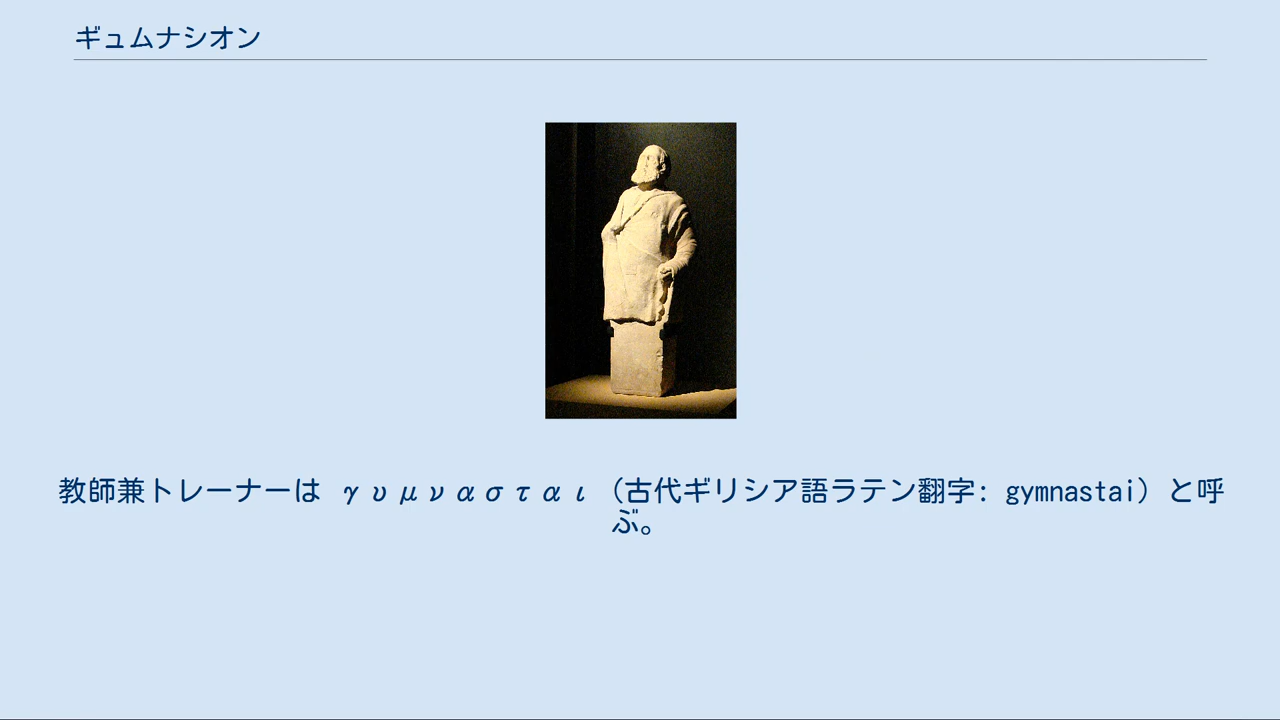 ギュムナシオン
教師兼トレーナーは γυμνασται（古代ギリシア語ラテン翻字: gymnastai）と呼
ぶ。